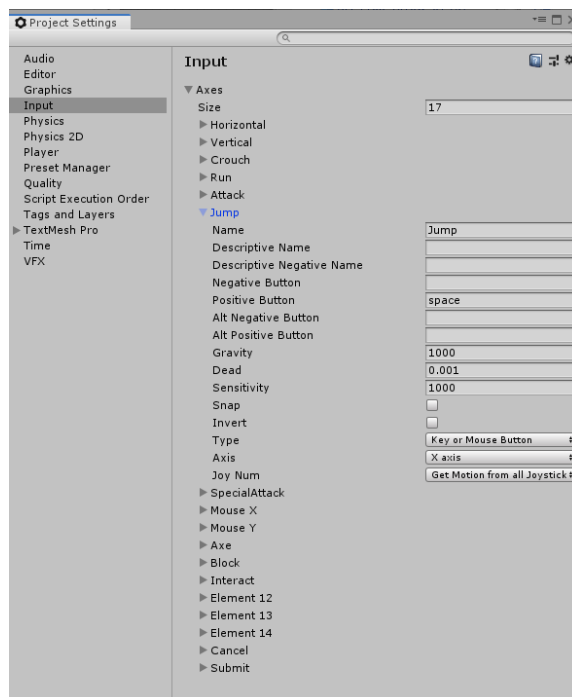 Project Settings
Audio
Editor
Graphics
Input
Physics
Physics 2D
Player
Preset Manager
Quality
Script Execution Order
Tags and Layers
TextMesh Pro
Time
VFX
Input
Axes
Size 17
Horizontal
Vertical
Crouch
Run
Attack
Jump
Name Jump
Descriptive Name
Descriptive Negative Name
Negative Button
Positive Button space
Alt Negative Button
Alt Positive Button
Gravity 1000
Dead 0.001
Sensitivity 1000
Snap
Invert
Type Key or Mouse Button
Axis X axis
Joy Num Get Motion from all Joystick
SpecialAttack
Mouse X
Mouse Y
Axe
Block
Interact
Element 12
Element 13
Element 14
Cancel
Submit